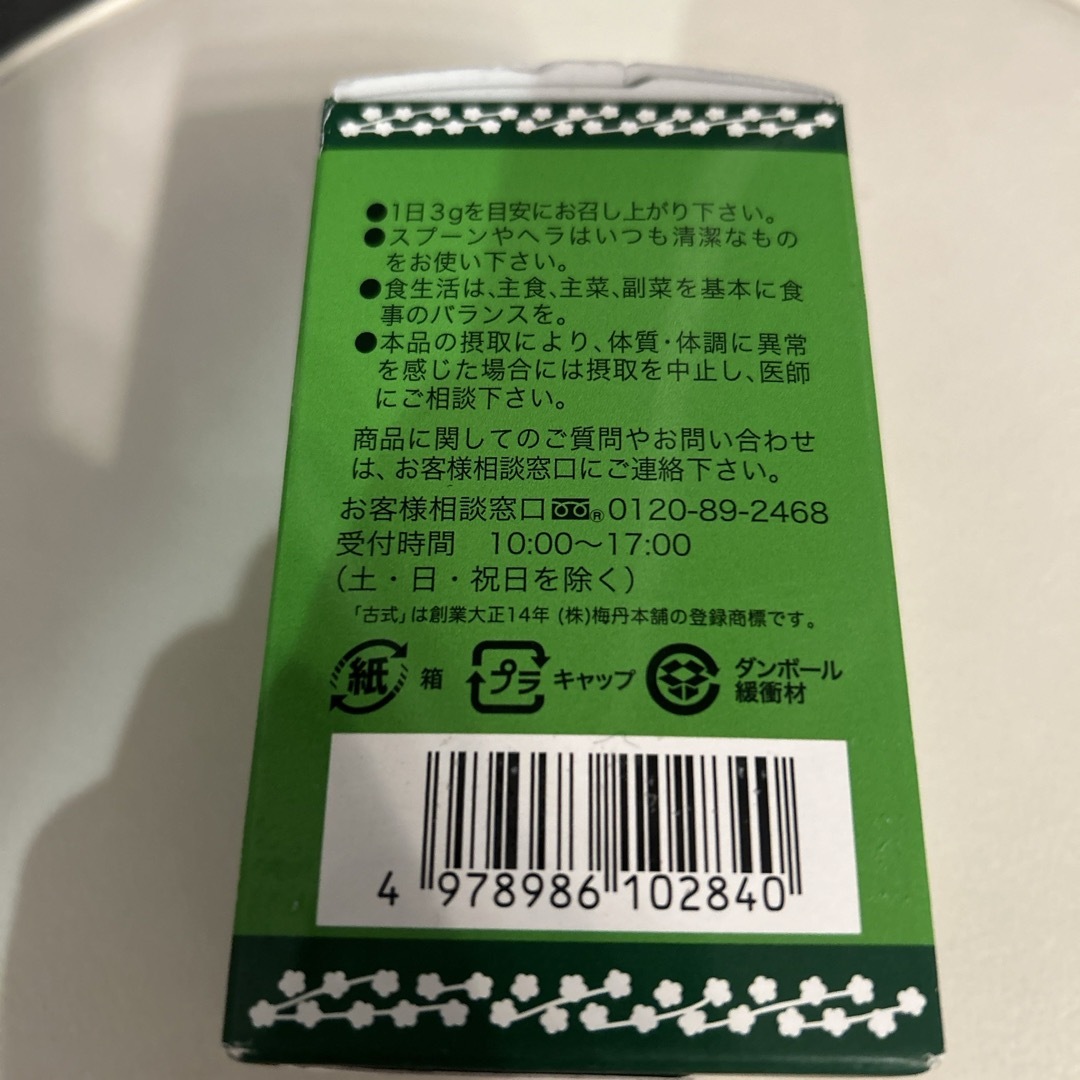 ●1日3gを目安にお召し上がり下さい。
●スプーンやヘラはいつも清潔なもの
をお使い下さい。
●食生活は、主食、主菜、副菜を基本に食
事のバランスを。
●本品の摂取により、体質・体調に異常
を感じた場合には摂取を中止し、医師
にご相談下さい。
商品に関してのご質問やお問い合わせ
は、お客様相談窓口にご連絡下さい。
お客様相談窓口 ® 0120-89-2468
受付時間 10:00〜17:00
（土・日・祝日を除く）
「古式」は創業大正14年 (株)梅丹本舗の登録商標です。
紙 箱 プラ キャップ ダンボール
緩衝材
4 978986 102840